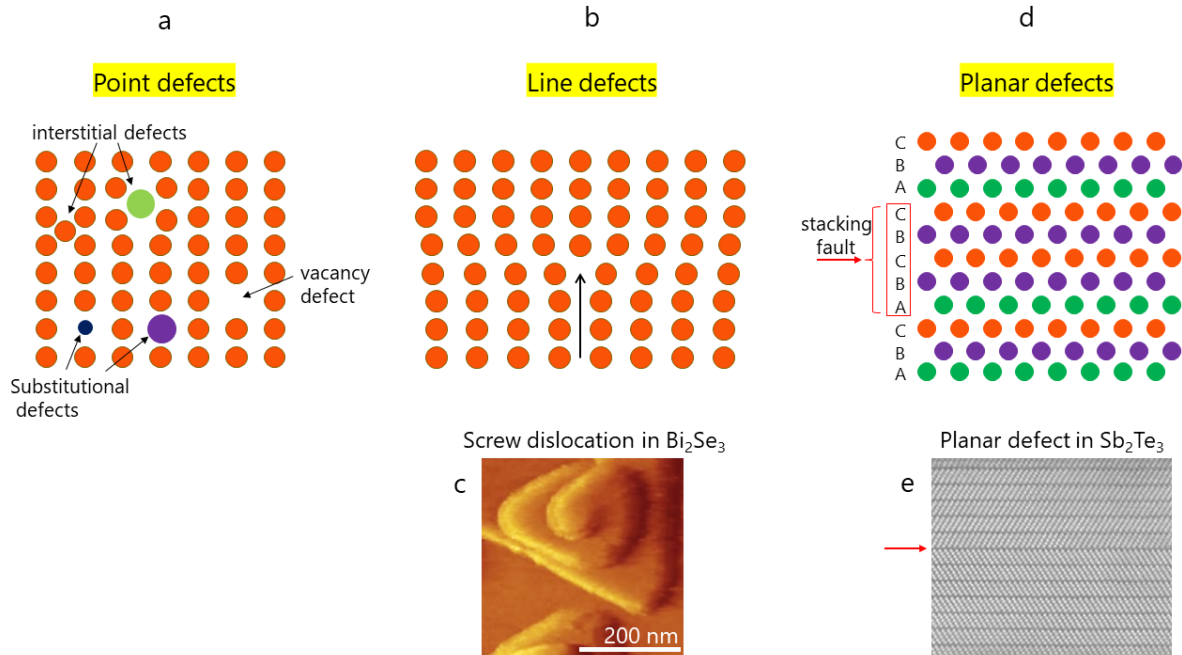 a
b
d
Point defects
Line defects
Planar defects
interstitial defects
vacancy
defect
Substitutional
defects
C
B
A
C
B
C
B
A
C
B
A
stacking
fault
Screw dislocation in Bi₂Se₃
c
200 nm
Planar defect in Sb₂Te₃
e